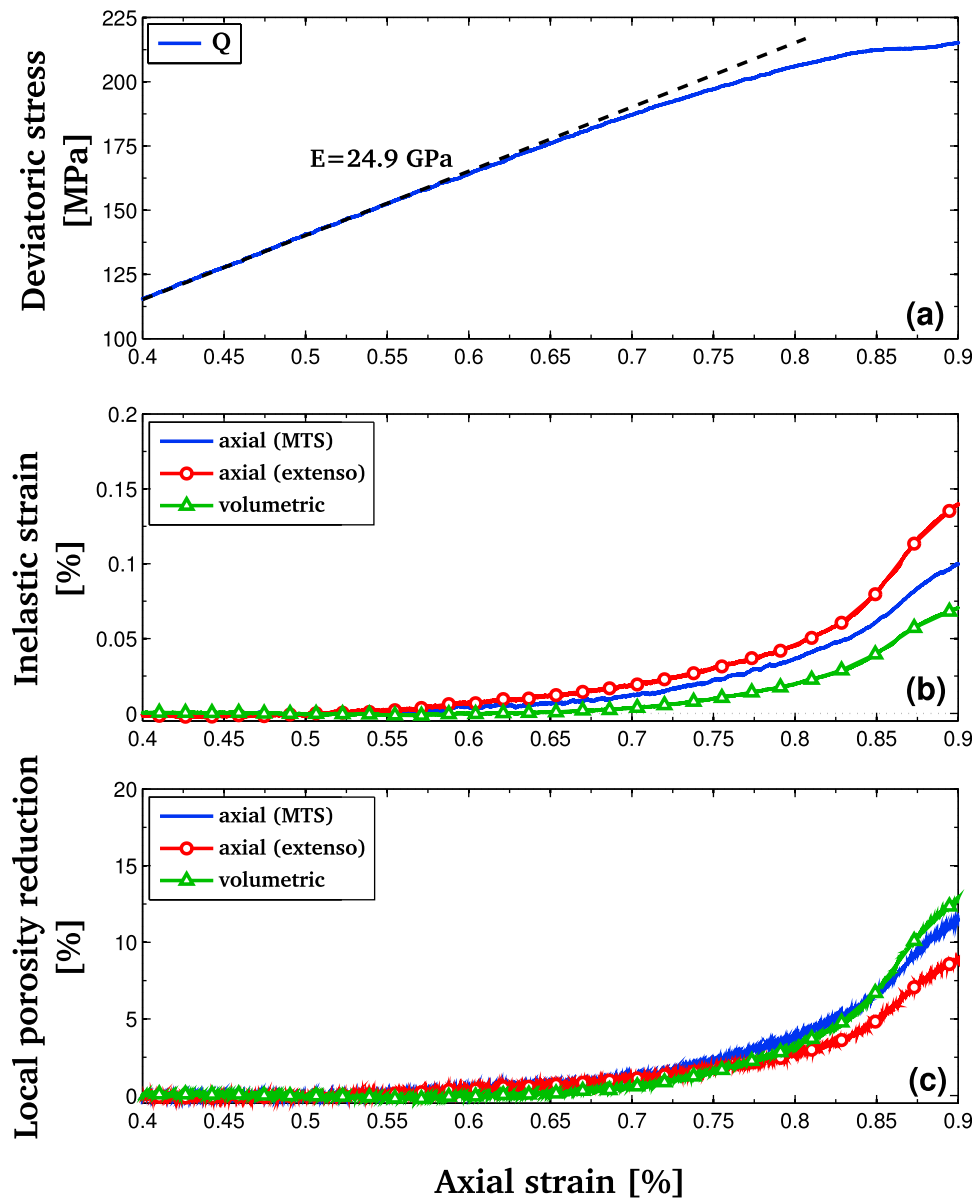 225
200
175
150
125
100
Deviatoric stress
[MPa]
Q
E=24.9 GPa
(a)
0.4 0.45 0.5 0.55 0.6 0.65 0.7 0.75 0.8 0.85 0.9
0.2
0.15
0.1
0.05
0
Inelastic strain
[%]
axial (MTS)
axial (extenso)
volumetric
(b)
0.4 0.45 0.5 0.55 0.6 0.65 0.7 0.75 0.8 0.85 0.9
20
15
10
5
0
Local porosity reduction
[%]
axial (MTS)
axial (extenso)
volumetric
(c)
0.4 0.45 0.5 0.55 0.6 0.65 0.7 0.75 0.8 0.85 0.9
Axial strain [%]